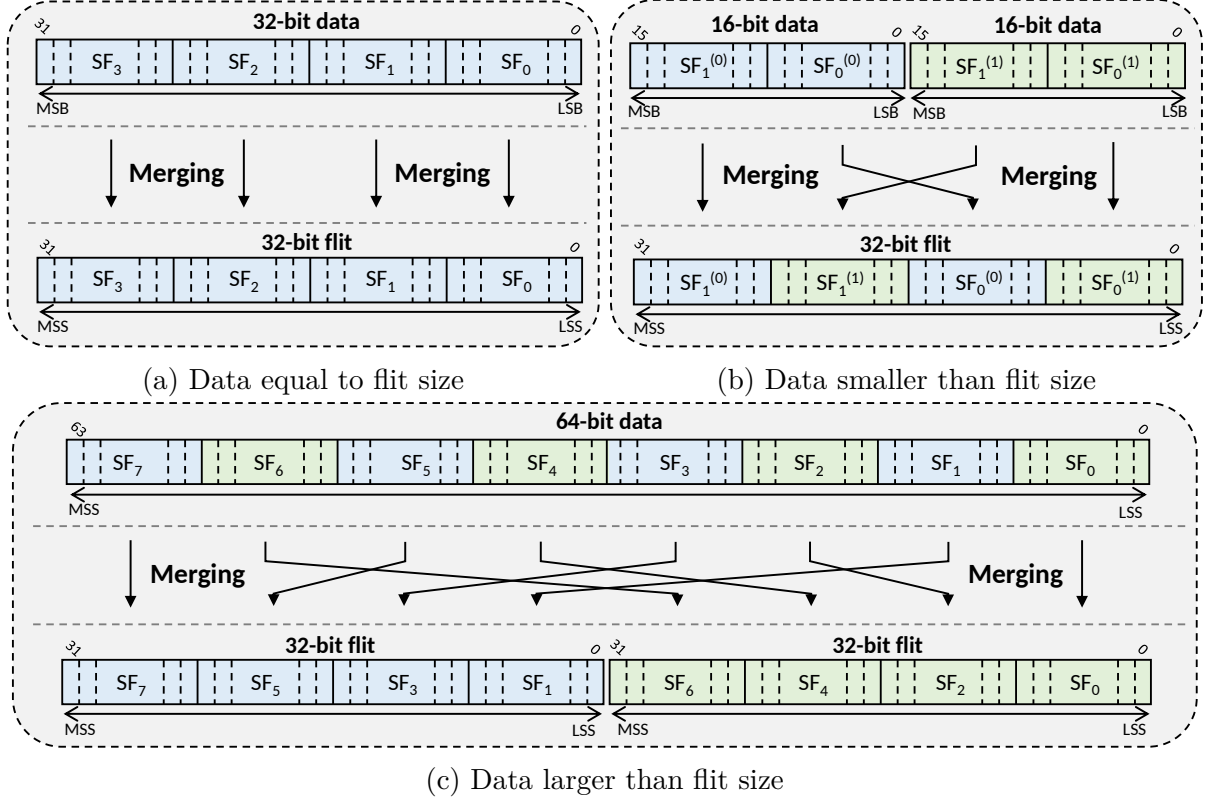 32-bit data
31 0
SF3 SF2 SF1 SF0
MSB LSB
Merging Merging
32-bit flit
31 0
SF3 SF2 SF1 SF0
MSS LSS
(a) Data equal to flit size
16-bit data 16-bit data
15 0 15 0
SF1(0) SF0(0) SF1(1) SF0(1)
MSB LSB MSB LSB
Merging Merging
32-bit flit
31 0
SF1(0) SF1(1) SF0(0) SF0(1)
MSS LSS
(b) Data smaller than flit size
64-bit data
63 0
SF7 SF6 SF5 SF4 SF3 SF2 SF1 SF0
MSS LSS
Merging Merging
32-bit flit 32-bit flit
31 0 31 0
SF7 SF5 SF3 SF1 SF6 SF4 SF2 SF0
MSS LSS MSS LSS
(c) Data larger than flit size